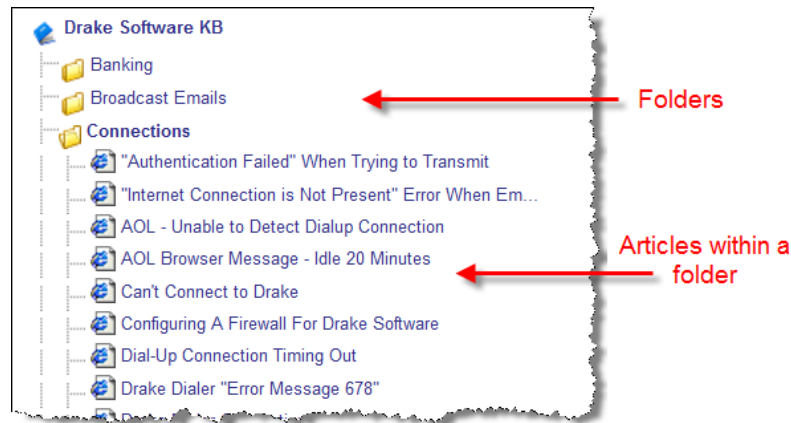 Drake Software KB
Banking
Broadcast Emails
Folders
Connections
"Authentication Failed" When Trying to Transmit
"Internet Connection is Not Present" Error When Em...
AOL - Unable to Detect Dialup Connection
AOL Browser Message - Idle 20 Minutes
Articles within a
folder
Can't Connect to Drake
Configuring A Firewall For Drake Software
Dial-Up Connection Timing Out
Drake Dialer "Error Message 678"